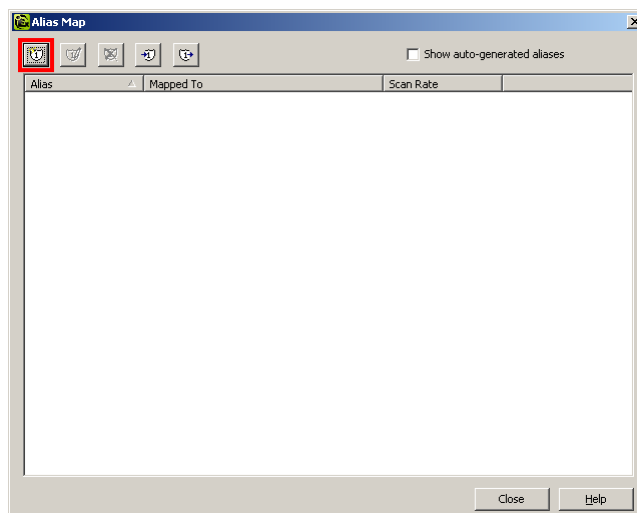 Alias Map
Show auto-generated aliases
Alias Mapped To Scan Rate
Close Help